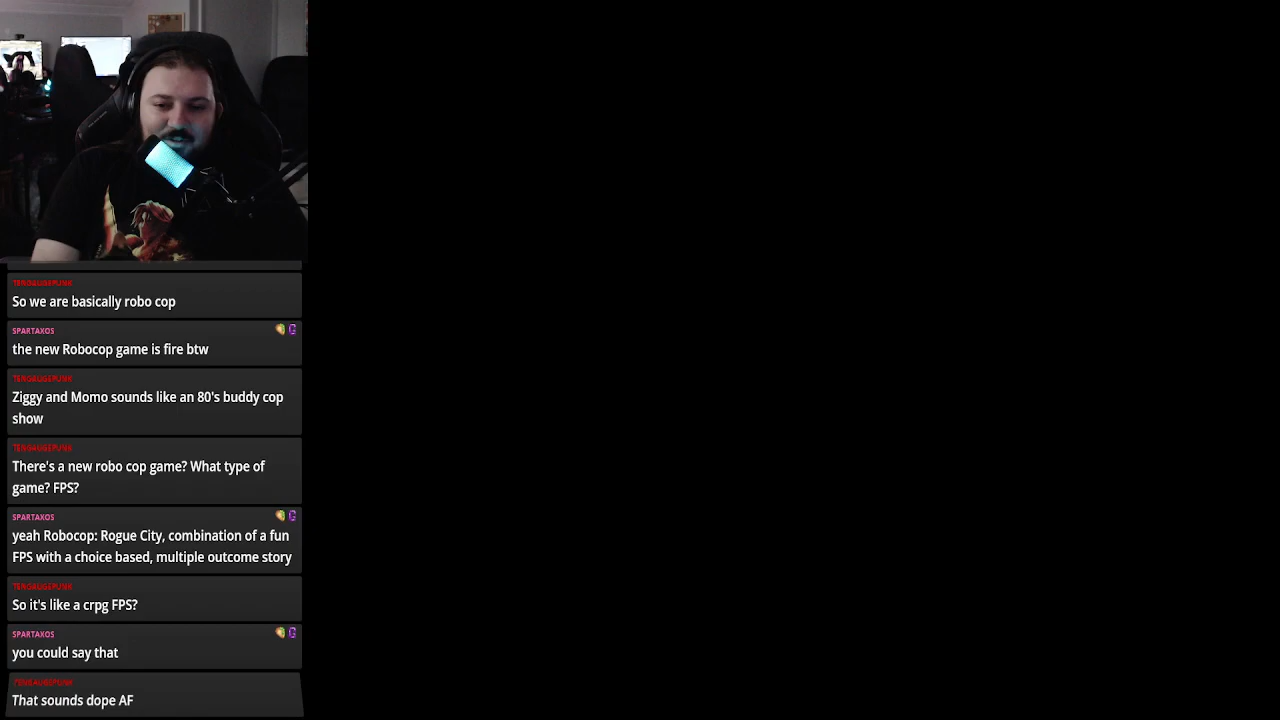 So we are basically robo cop
SPARTAXOS
the new Robocop game is fire btw
Ziggy and Momo sounds like an 80's buddy cop
show
There's a new robo cop game? What type of
game? FPS?
SPARTAXOS
yeah Robocop: Rogue City, combination of a fun
FPS with a choice based, multiple outcome story
So it's like a crpg FPS?
SPARTAXOS
you could say that
That sounds dope AF